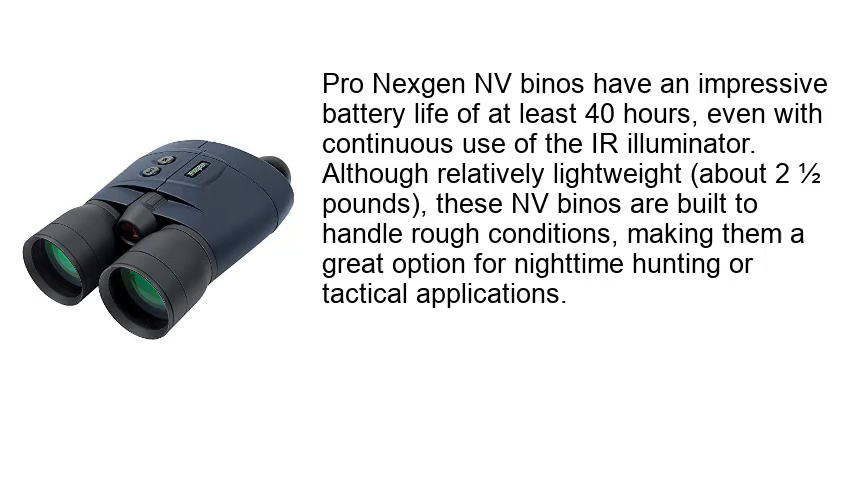 Pro Nexgen NV binos have an impressive
battery life of at least 40 hours, even with
continuous use of the IR illuminator.
Although relatively lightweight (about 2 ½
pounds), these NV binos are built to
handle rough conditions, making them a
great option for nighttime hunting or
tactical applications.